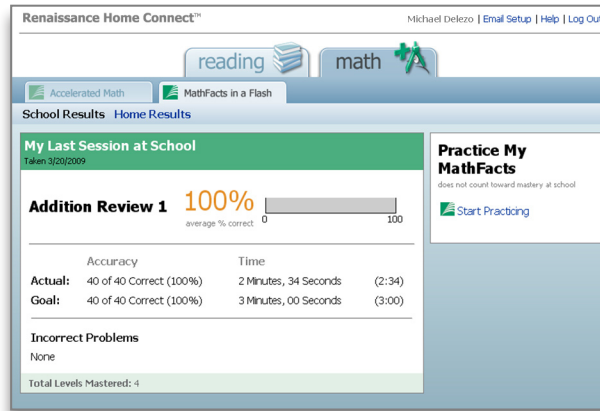 Renaissance Home Connect™
Michael Delezo | Email Setup | Help | Log Out
reading
math
Accelerated Math
MathFacts in a Flash
School Results Home Results
My Last Session at School
Taken 3/20/2009
Addition Review 1
100%
average % correct
0 100
Accuracy Time
Actual: 40 of 40 Correct (100%) 2 Minutes, 34 Seconds (2:34)
Goal: 40 of 40 Correct (100%) 3 Minutes, 00 Seconds (3:00)
Incorrect Problems
None
Total Levels Mastered: 4
Practice My
MathFacts
does not count toward mastery at school
Start Practicing